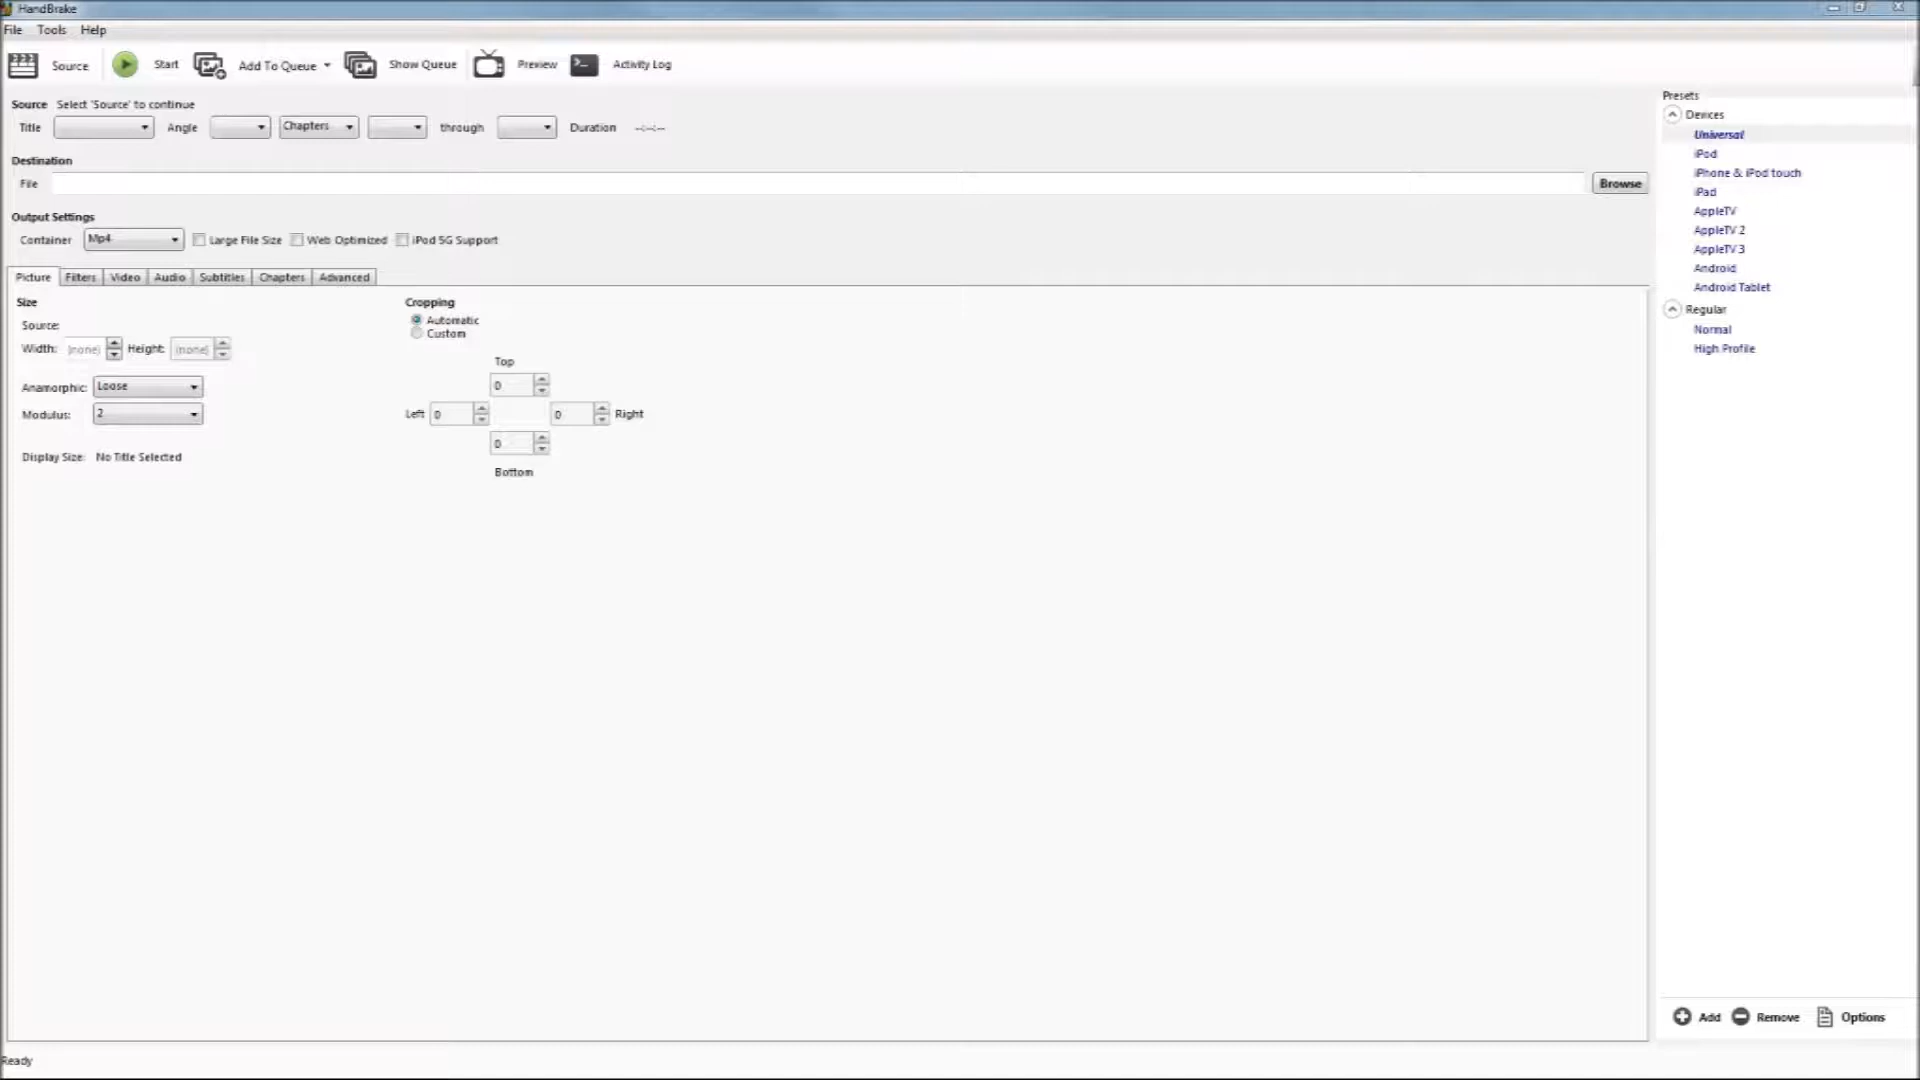 HandBrake
File Tools Help
Source Start Add To Queue Show Queue Preview Activity Log
Source Select 'Source' to continue
Title Angle Chapters through Duration --:--:--
Destination
File Browse
Output Settings
Container Mp4 Large File Size Web Optimized iPod 5G Support
Picture Filters Video Audio Subtitles Chapters Advanced
Size
Source:
Width: (none) Height: (none)
Anamorphic: Loose
Modulus: 2
Display Size: No Title Selected
Cropping
Automatic
Custom
Top
0
Left 0 0 Right
0
Bottom
Presets
Devices
Universal
iPod
iPhone & iPod touch
iPad
AppleTV
AppleTV 2
AppleTV 3
Android
Android Tablet
Regular
Normal
High Profile
Add Remove Options
Ready